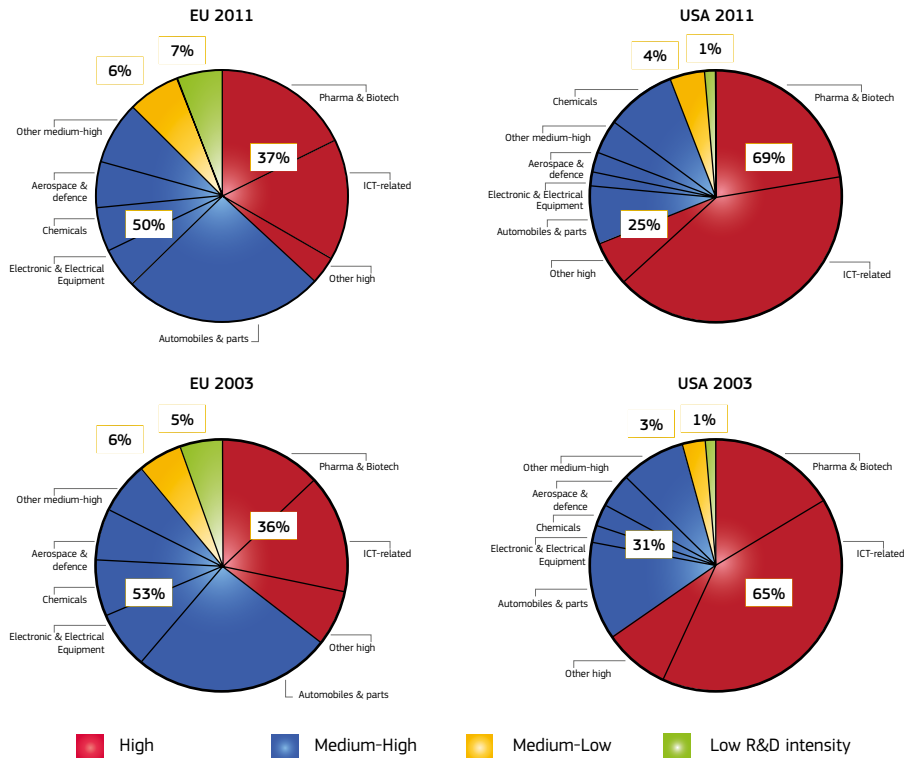 EU 2011
7%
6%
Pharma & Biotech
Other medium-high
37%
Aerospace &
defence
ICT-related
50%
Chemicals
Electronic & Electrical
Equipment
Other high
Automobiles & parts
USA 2011
1%
4%
Chemicals
Pharma & Biotech
Other medium-high
69%
Aerospace &
defence
Electronic & Electrical
Equipment
25%
Automobiles & parts
Other high
ICT-related
EU 2003
5%
6%
Pharma & Biotech
Other medium-high
36%
Aerospace &
defence
ICT-related
53%
Chemicals
Electronic & Electrical
Equipment
Other high
Automobiles & parts
USA 2003
1%
3%
Other medium-high
Pharma & Biotech
Aerospace &
defence
Chemicals
31%
Electronic & Electrical
Equipment
ICT-related
65%
Automobiles & parts
Other high
High
Medium-High
Medium-Low
Low R&D intensity